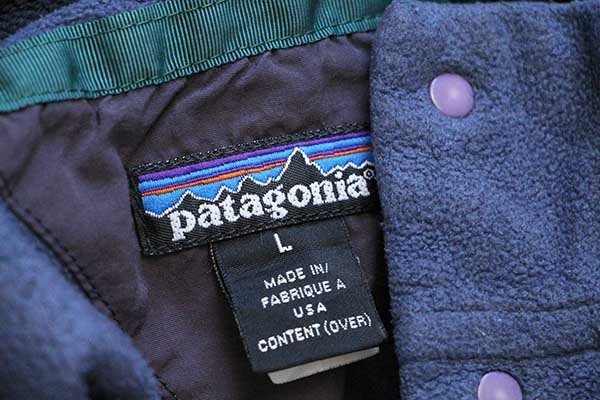 patagonia®
L
MADE IN/
FABRIQUE A
USA
CONTENT (OVER)